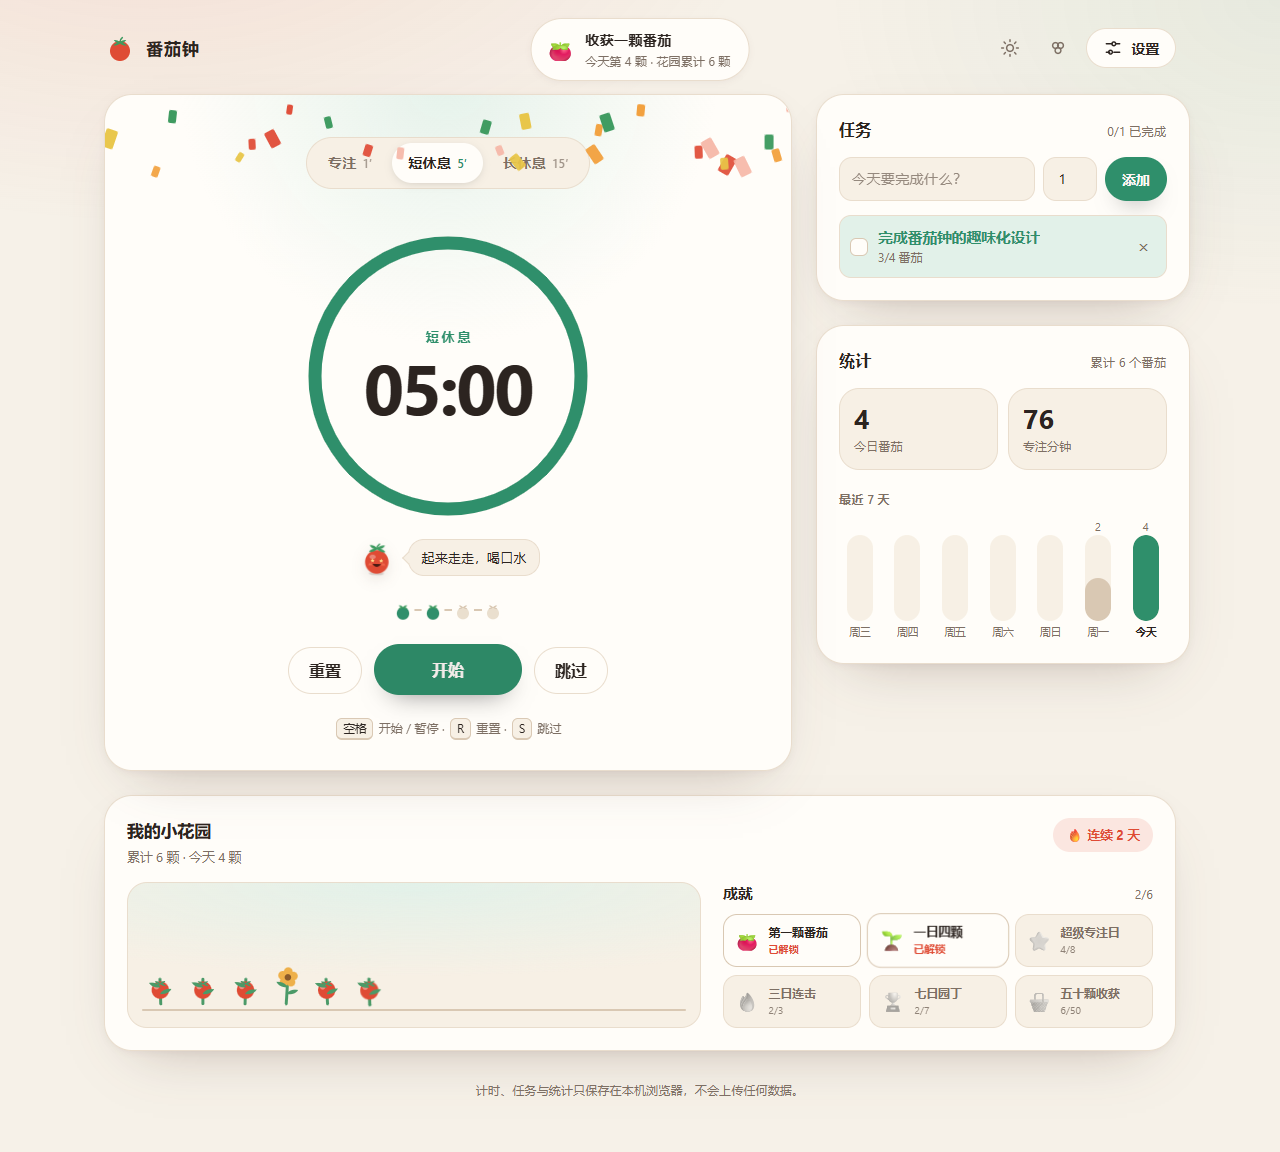 番茄钟
收获一颗番茄
今天第 4 颗 · 花园累计 6 颗
设置
专注 1′
短休息 5′
长休息 15′
短休息
05:00
起来走走，喝口水
重置
开始
跳过
空格 开始 / 暂停 · R 重置 · S 跳过
任务
0/1 已完成
今天要完成什么？
1
添加
完成番茄钟的趣味化设计
3/4 番茄
×
统计
累计 6 个番茄
4
今日番茄
76
专注分钟
最近 7 天
2
4
周三
周四
周五
周六
周日
周一
今天
我的小花园
累计 6 颗 · 今天 4 颗
连续 2 天
成就
2/6
第一颗番茄
已解锁
一日四颗
已解锁
超级专注日
4/8
三日连击
2/3
七日园丁
2/7
五十颗收获
6/50
计时、任务与统计只保存在本机浏览器，不会上传任何数据。